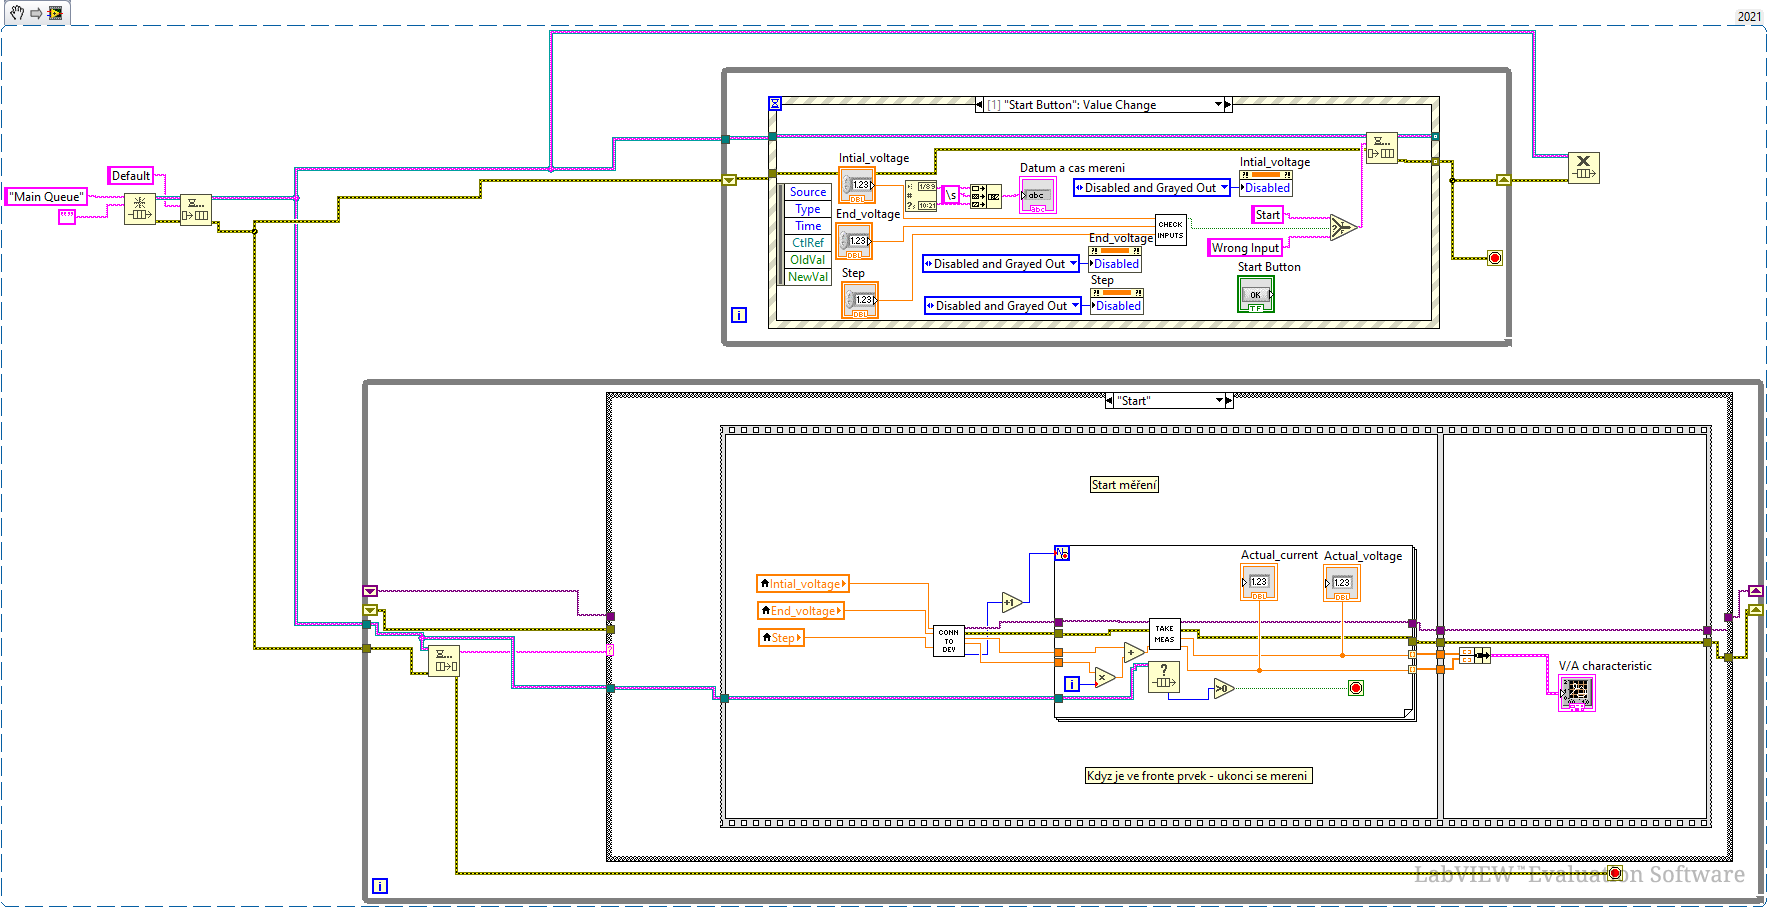 2021
[1] "Start Button": Value Change
Default
"Main Queue"
""
Source
Type
Time
CtlRef
OldVal
NewVal
Intial_voltage
1.23
DBL
End_voltage
1.23
DBL
Step
1.23
DBL
\s
Datum a cas mereni
abc
abc
Disabled and Grayed Out
Intial_voltage
Disabled
CHECK
INPUTS
Start
Wrong Input
End_voltage
Disabled and Grayed Out
Disabled
Step
Disabled and Grayed Out
Disabled
Start Button
OK
TF
i
"Start"
Start měření
Intial_voltage
End_voltage
Step
CONN
TO
DEV
+1
N
Actual_current
1.23
DBL
Actual_voltage
1.23
DBL
TAKE
MEAS
+
x
i
?
>0
V/A characteristic
Kdyz je ve fronte prvek - ukonci se mereni
i
LabVIEW™ Evaluation Software